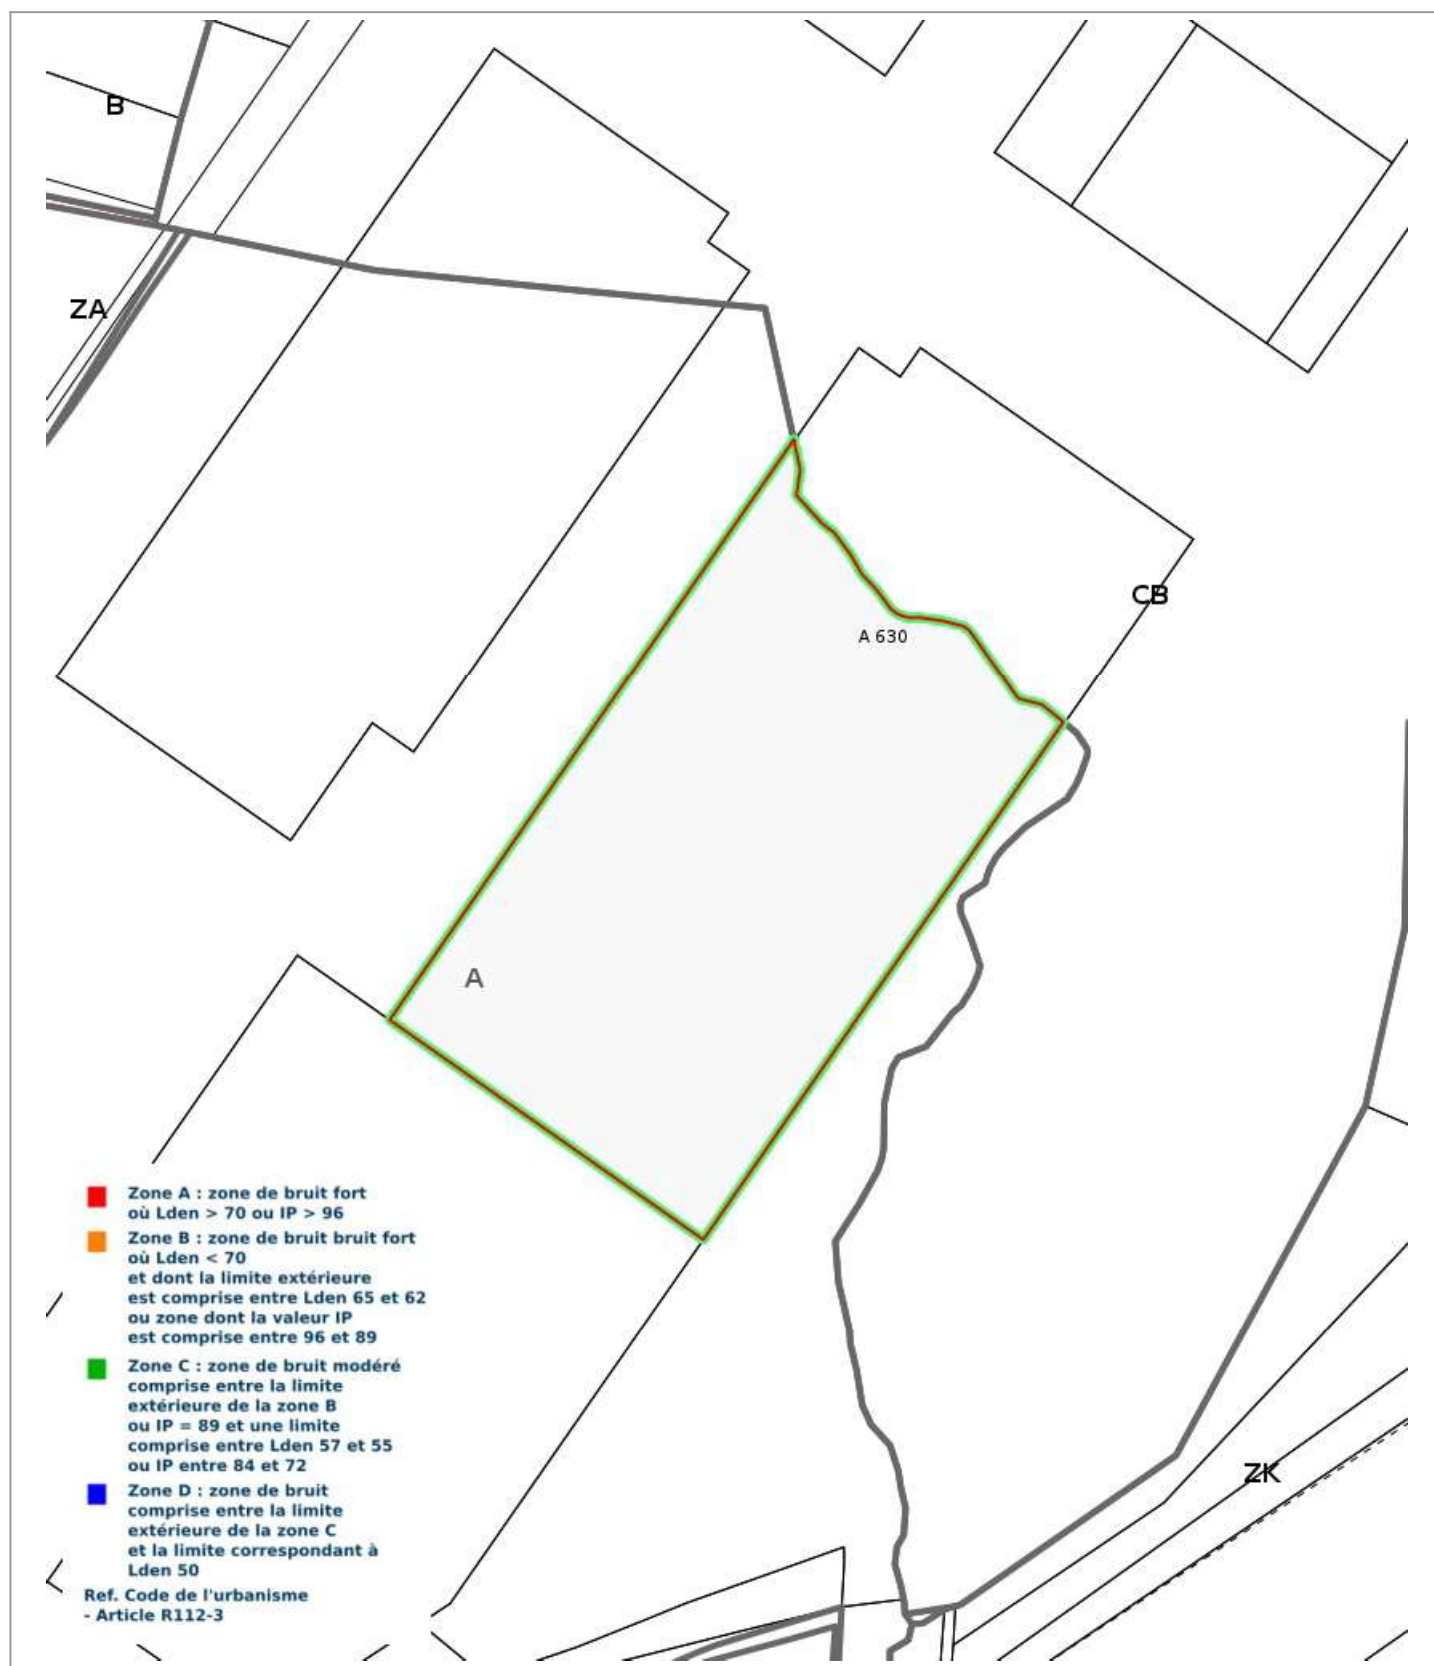 B
ZA
CB
A 630
A
Zone A : zone de bruit fort
où Lden > 70 ou IP > 96
Zone B : zone de bruit bruit fort
où Lden < 70
et dont la limite extérieure
est comprise entre Lden 65 et 62
ou zone dont la valeur IP
est comprise entre 96 et 89
Zone C : zone de bruit modéré
comprise entre la limite
extérieure de la zone B
ou IP = 89 et une limite
comprise entre Lden 57 et 55
ou IP entre 84 et 72
ZK
Zone D : zone de bruit
comprise entre la limite
extérieure de la zone C
et la limite correspondant à
Lden 50
Ref. Code de l'urbanisme
- Article R112-3